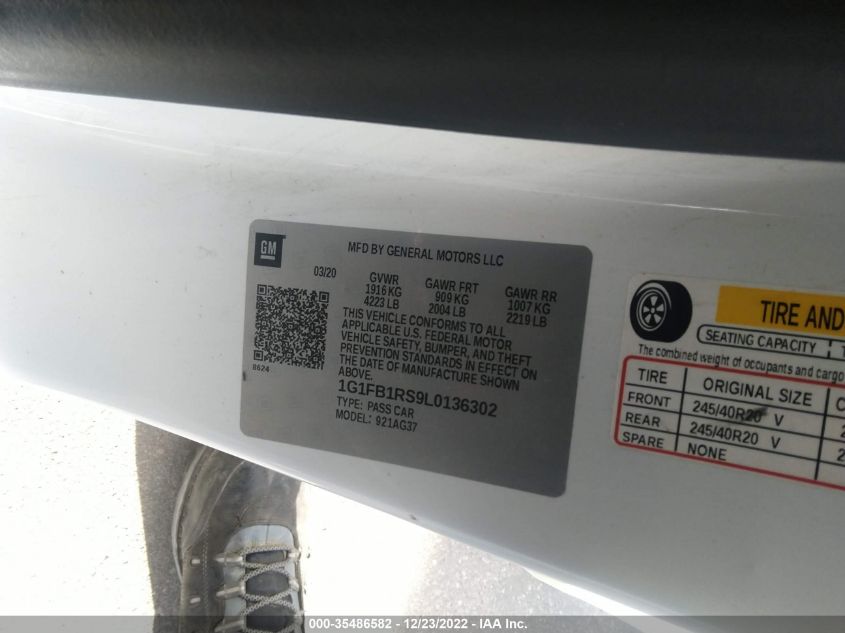 GM
MFD BY GENERAL MOTORS LLC
03/20 GVWR GAWR FRT GAWR RR
1916 KG 909 KG 1007 KG
4223 LB 2004 LB 2219 LB
THIS VEHICLE CONFORMS TO ALL
APPLICABLE U.S. FEDERAL MOTOR
VEHICLE SAFETY, BUMPER, AND THEFT
PREVENTION STANDARDS IN EFFECT ON
THE DATE OF MANUFACTURE SHOWN
ABOVE.
8624
1G1FB1RS9L0136302
TYPE: PASS CAR
MODEL: 921AG37
TIRE AND
SEATING CAPACITY
The combined weight of occupants and cargo
TIRE ORIGINAL SIZE C
FRONT 245/40R20 V 2
REAR 245/40R20 V 2
SPARE NONE
000-35486582 - 12/23/2022 - IAA Inc.